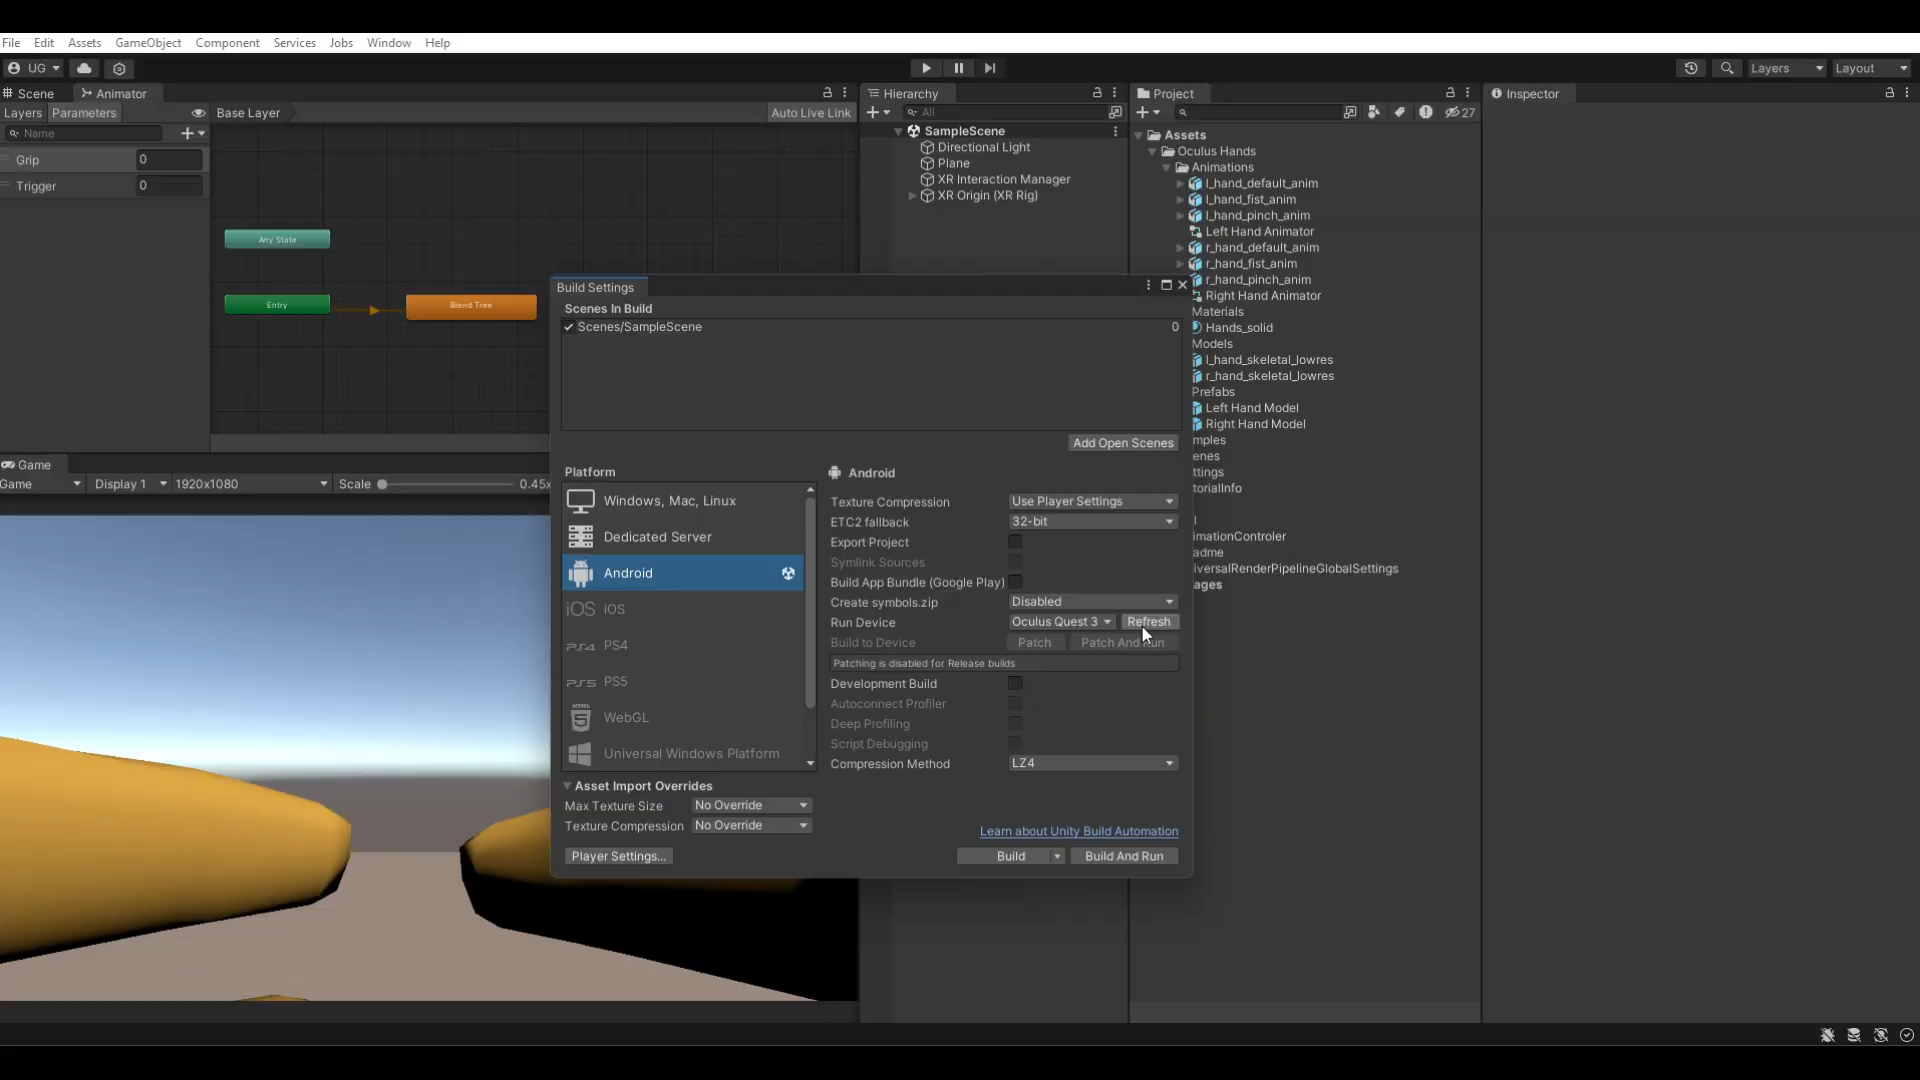 File Edit Assets GameObject Component Services Jobs Window Help
UG
Layers Layout
Scene Animator
Layers Parameters Base Layer Auto Live Link
Name
Grip 0
Trigger 0
Any State
Entry
Blend Tree
Hierarchy
All
SampleScene
Directional Light
Plane
XR Interaction Manager
XR Origin (XR Rig)
Project
27
Assets
Oculus Hands
Animations
l_hand_default_anim
l_hand_fist_anim
l_hand_pinch_anim
Left Hand Animator
r_hand_default_anim
r_hand_fist_anim
r_hand_pinch_anim
Right Hand Animator
Materials
Hands_solid
Models
l_hand_skeletal_lowres
r_hand_skeletal_lowres
Prefabs
Left Hand Model
Right Hand Model
mples
enes
ttings
torialInfo
l
imationControler
adme
iversalRenderPipelineGlobalSettings
ages
Inspector
Game
Game Display 1 1920x1080 Scale 0.45x
Build Settings
Scenes In Build
Scenes/SampleScene 0
Add Open Scenes
Platform
Windows, Mac, Linux
Dedicated Server
Android
iOS iOS
PS4 PS4
PS5 PS5
HTML 5 WebGL
Universal Windows Platform
Android
Texture Compression Use Player Settings
ETC2 fallback 32-bit
Export Project
Symlink Sources
Build App Bundle (Google Play)
Create symbols.zip Disabled
Run Device Oculus Quest 3 Refresh
Build to Device Patch Patch And Run
Patching is disabled for Release builds
Development Build
Autoconnect Profiler
Deep Profiling
Script Debugging
Compression Method LZ4
Asset Import Overrides
Max Texture Size No Override
Texture Compression No Override
Learn about Unity Build Automation
Player Settings... Build Build And Run